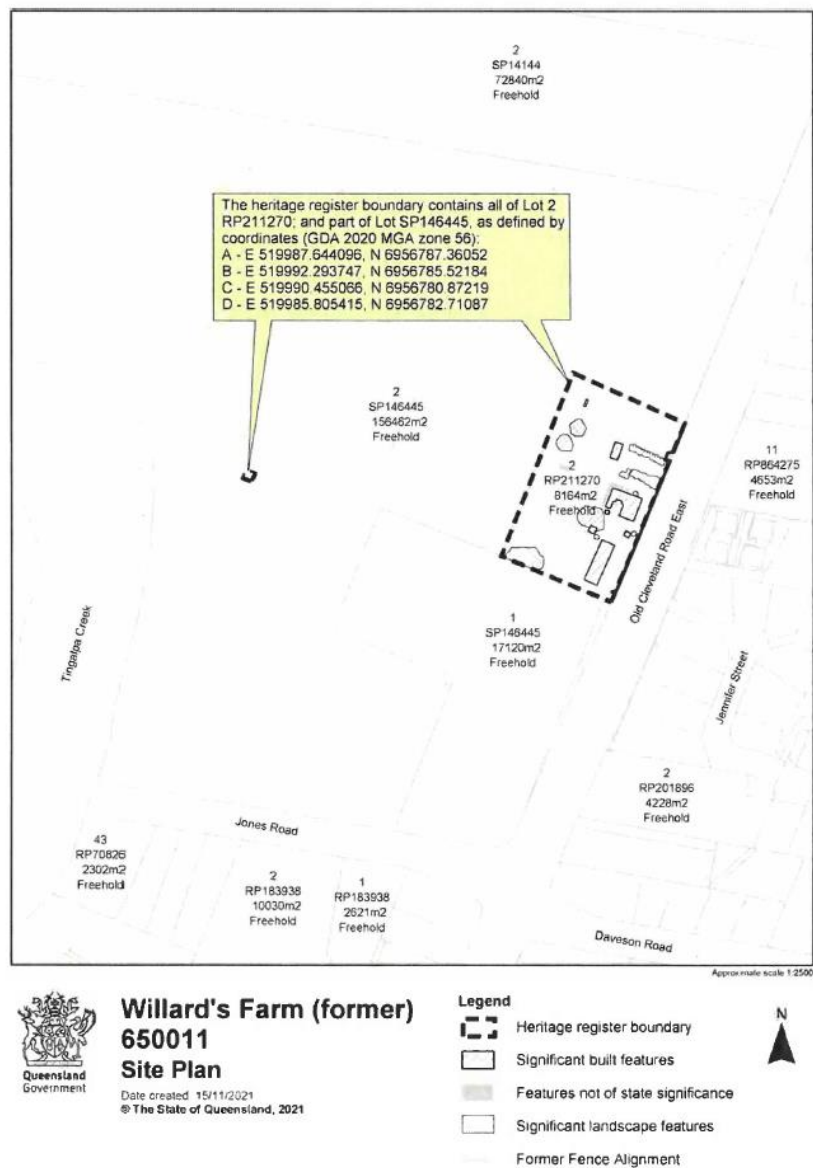 2
SP14144
72840m2
Freehold
The heritage register boundary contains all of Lot 2
RP211270; and part of Lot SP146445, as defined by
coordinates (GDA 2020 MGA zone 56):
A - E 519987.644096, N 6956787.36052
B - E 519992.293747, N 6956785.52184
C - E 519990.455066, N 6956780.87219
D - E 519985.805415, N 6956782.71087
2
SP146445
156462m2
Freehold
2
RP211270
8164m2
Freehold
11
RP864275
4653m2
Freehold
Old Cleveland Road East
1
SP146445
17120m2
Freehold
Tingalpa Creek
Jennifer Street
2
RP201896
4228m2
Freehold
Jones Road
43
RP70826
2302m2
Freehold
2
RP183938
10030m2
Freehold
1
RP183938
2621m2
Freehold
Daveson Road
Approximate scale 1:2500
Queensland
Government
Willard's Farm (former)
650011
Site Plan
Date created 15/11/2021
© The State of Queensland, 2021
Legend
Heritage register boundary
Significant built features
Features not of state significance
Significant landscape features
Former Fence Alignment
N